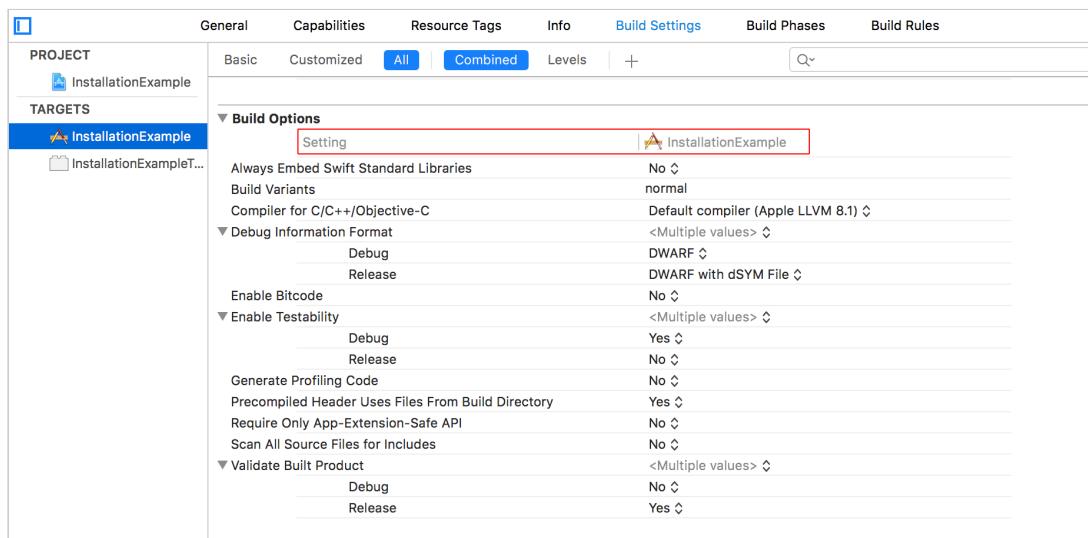 General Capabilities Resource Tags Info Build Settings Build Phases Build Rules
PROJECT
Basic Customized All Combined Levels
InstallationExample
TARGETS
Build Options
InstallationExample
Setting InstallationExample
InstallationExampleT...
Always Embed Swift Standard Libraries No
Build Variants normal
Compiler for C/C++/Objective-C Default compiler (Apple LLVM 8.1)
Debug Information Format <Multiple values>
Debug DWARF
Release DWARF with dSYM File
Enable Bitcode No
Enable Testability <Multiple values>
Debug Yes
Release No
Generate Profiling Code No
Precompiled Header Uses Files From Build Directory Yes
Require Only App-Extension-Safe API No
Scan All Source Files for Includes No
Validate Built Product <Multiple values>
Debug No
Release Yes